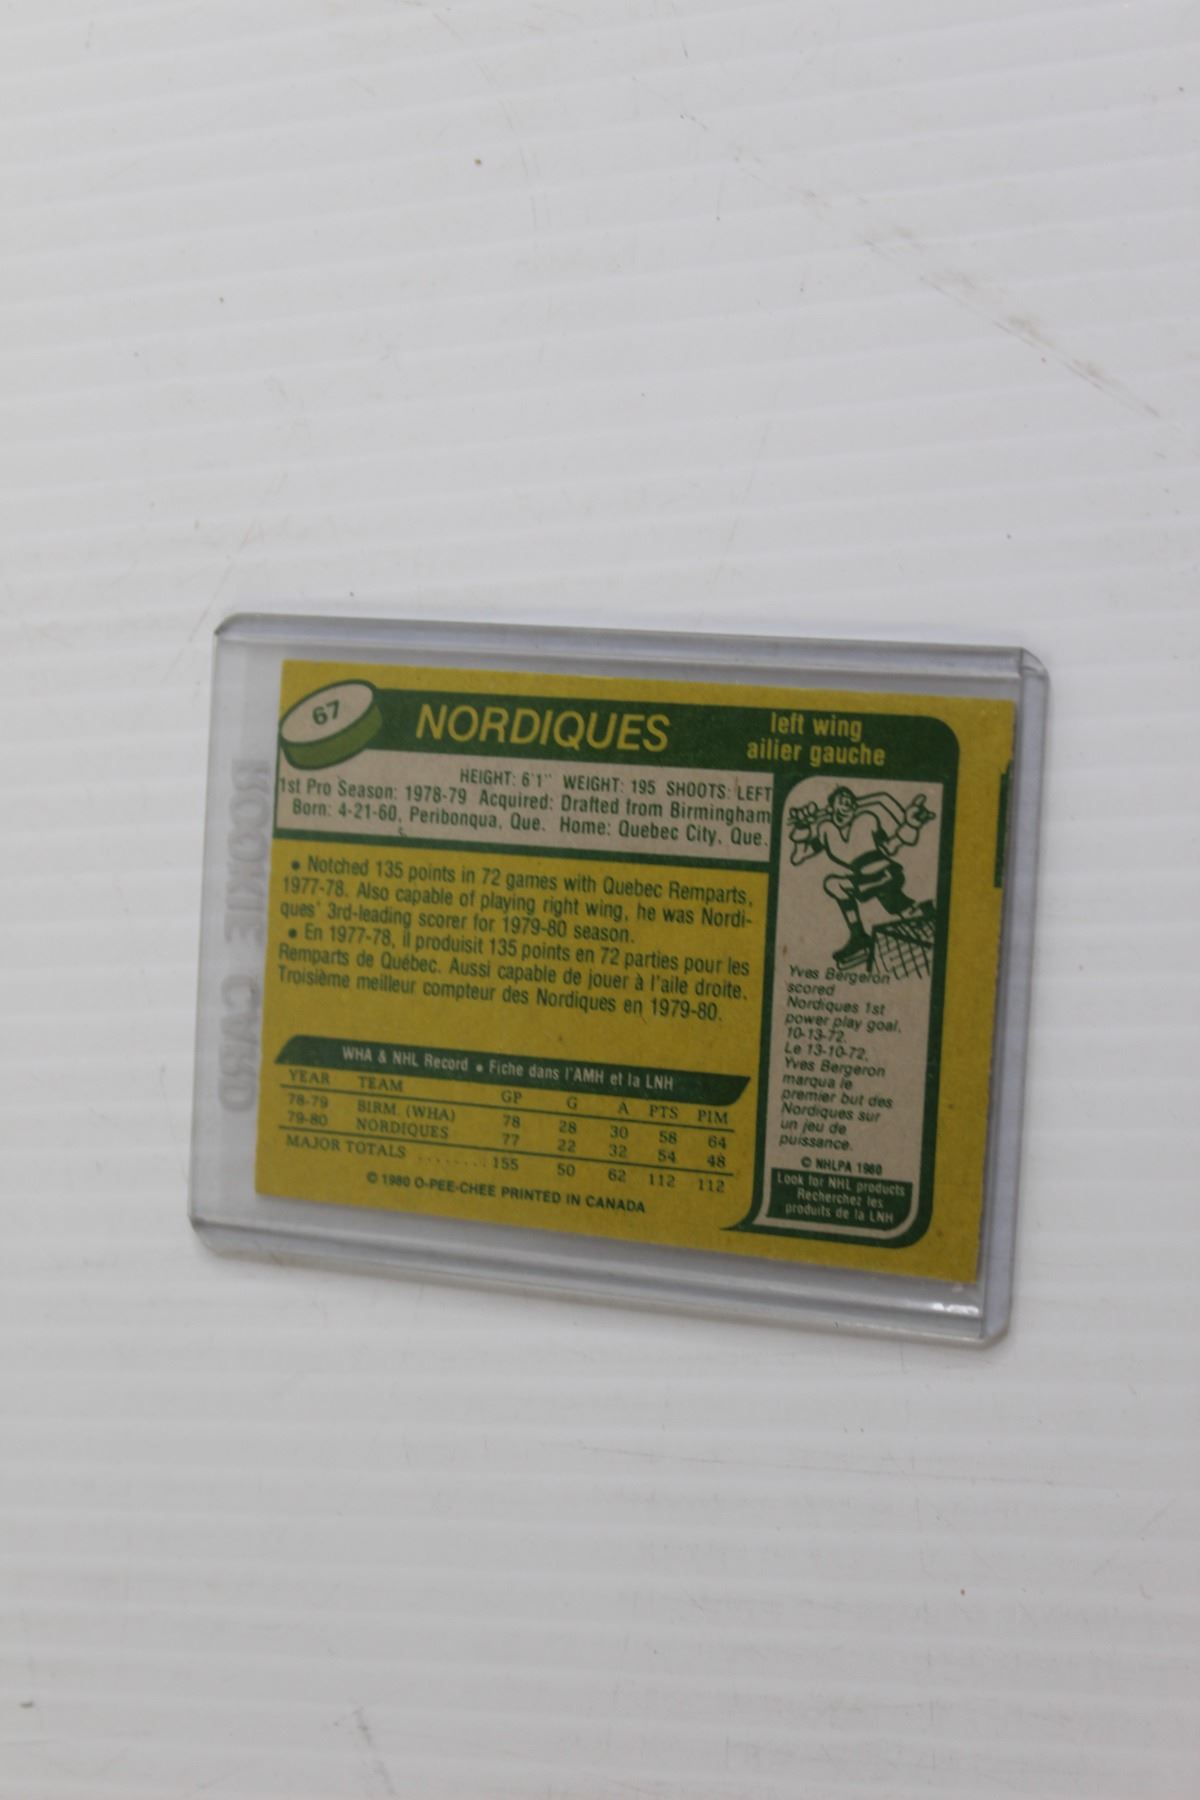 67
NORDIQUES
left wing
ailier gauche
HEIGHT: 6'1" WEIGHT: 195 SHOOTS: LEFT
1st Pro Season: 1978-79 Acquired: Drafted from Birmingham
Born: 4-21-60, Peribonqua, Que. Home: Quebec City, Que.
• Notched 135 points in 72 games with Quebec Remparts,
1977-78. Also capable of playing right wing, he was Nordi-
ques' 3rd-leading scorer for 1979-80 season.
• En 1977-78, il produisit 135 points en 72 parties pour les
Remparts de Québec. Aussi capable de jouer à l'aile droite.
Troisième meilleur compteur des Nordiques en 1979-80.
WHA & NHL Record • Fiche dans l'AMH et la LNH
YEAR TEAM GP G A PTS PIM
78-79 BIRM. (WHA) 78 28 30 58 64
79-80 NORDIQUES 77 22 32 54 48
MAJOR TOTALS ........ 155 50 62 112 112
© 1980 O-PEE-CHEE PRINTED IN CANADA
Yves Bergeron
scored
Nordiques 1st
power play goal,
10-13-72.
Le 13-10-72,
Yves Bergeron
marqua le
premier but des
Nordiques sur
un jeu de
puissance.
© NHLPA 1980
Look for NHL products
Recherchez les
produits de la LNH
ROOKIE CARD